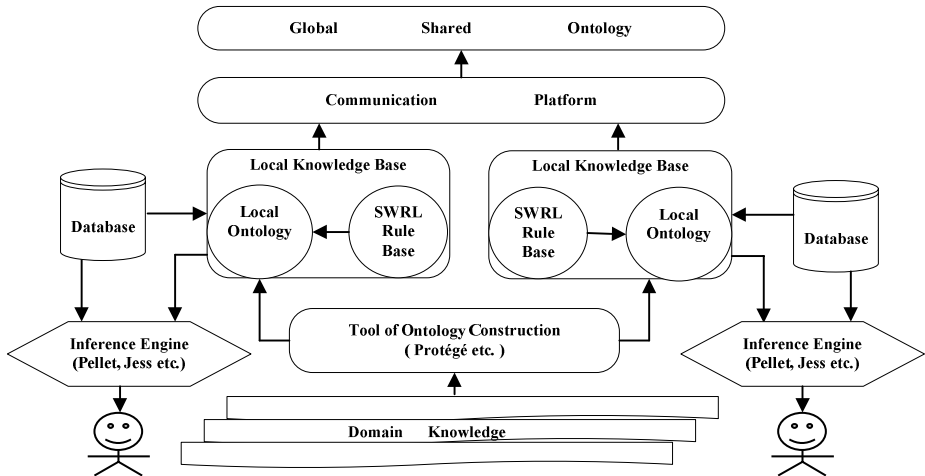 Global Shared Ontology
Communication Platform
Local Knowledge Base
Local Knowledge Base
Database
Local
Ontology
SWRL
Rule
Base
SWRL
Rule
Base
Local
Ontology
Database
Tool of Ontology Construction
( Protégé etc. )
Inference Engine
(Pellet, Jess etc.)
Inference Engine
(Pellet, Jess etc.)
Domain Knowledge